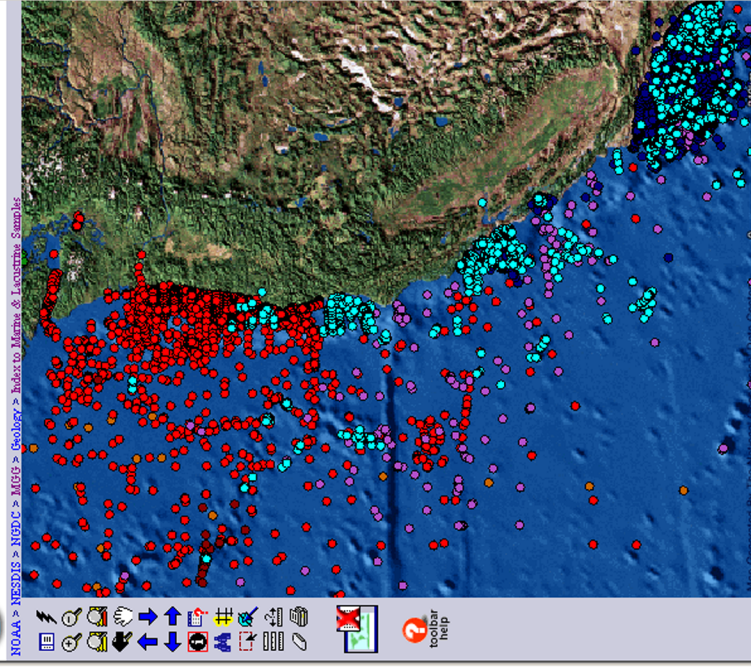 NOAA > NESDIS > NGDC > MGG > Geology > Index to Marine & Lacustrine Samples
toolbar
help